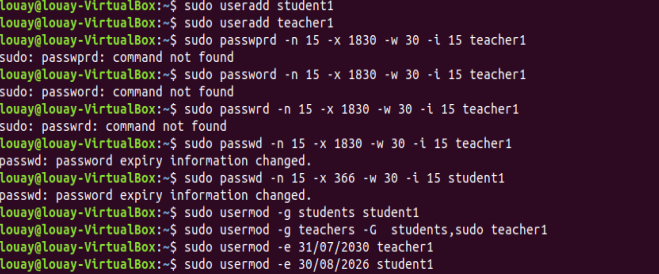 louay@louay-VirtualBox:~$ sudo useradd student1
louay@louay-VirtualBox:~$ sudo useradd teacher1
louay@louay-VirtualBox:~$ sudo passwprd -n 15 -x 1830 -w 30 -i 15 teacher1
sudo: passwprd: command not found
louay@louay-VirtualBox:~$ sudo password -n 15 -x 1830 -w 30 -i 15 teacher1
sudo: password: command not found
louay@louay-VirtualBox:~$ sudo passwrd -n 15 -x 1830 -w 30 -i 15 teacher1
sudo: passwrd: command not found
louay@louay-VirtualBox:~$ sudo passwd -n 15 -x 1830 -w 30 -i 15 teacher1
passwd: password expiry information changed.
louay@louay-VirtualBox:~$ sudo passwd -n 15 -x 366 -w 30 -i 15 student1
passwd: password expiry information changed.
louay@louay-VirtualBox:~$ sudo usermod -g students student1
louay@louay-VirtualBox:~$ sudo usermod -g teachers -G  students,sudo teacher1
louay@louay-VirtualBox:~$ sudo usermod -e 31/07/2030 teacher1
louay@louay-VirtualBox:~$ sudo usermod -e 30/08/2026 student1